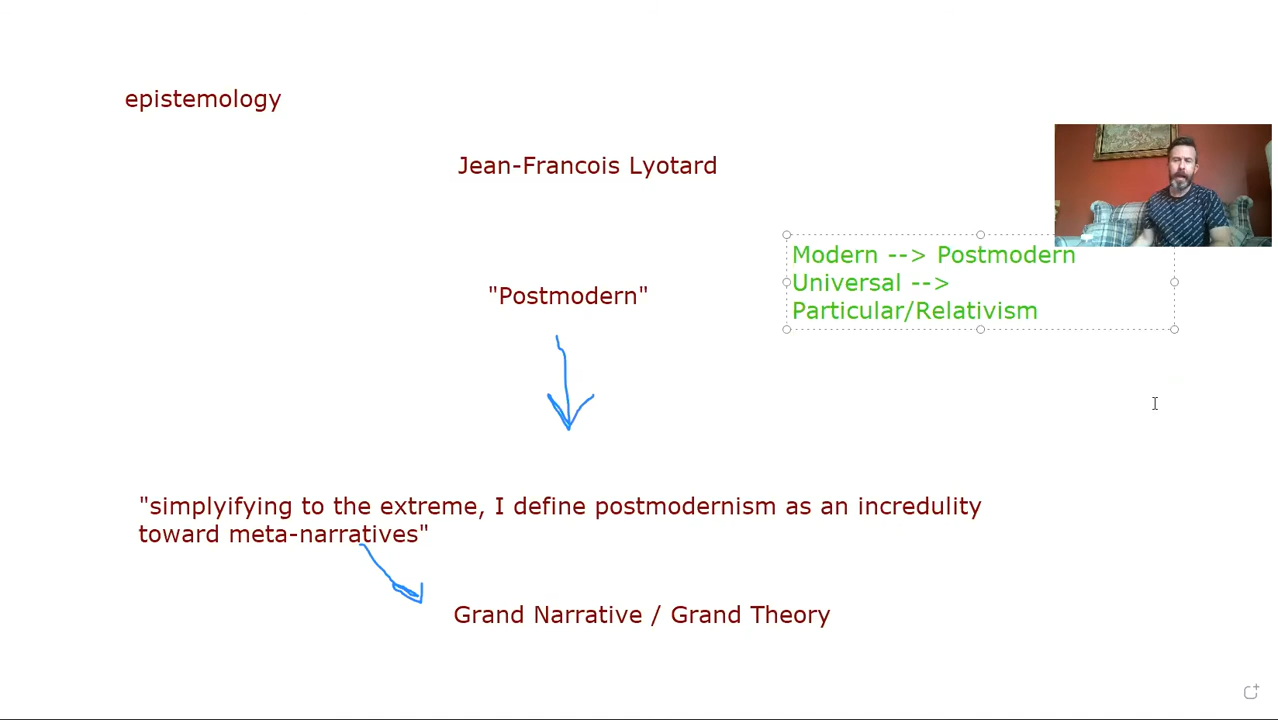 epistemology
Jean-Francois Lyotard
Modern --> Postmodern
Universal -->
Particular/Relativism
"Postmodern"
"simplyifying to the extreme, I define postmodernism as an incredulity
toward meta-narratives"
Grand Narrative / Grand Theory